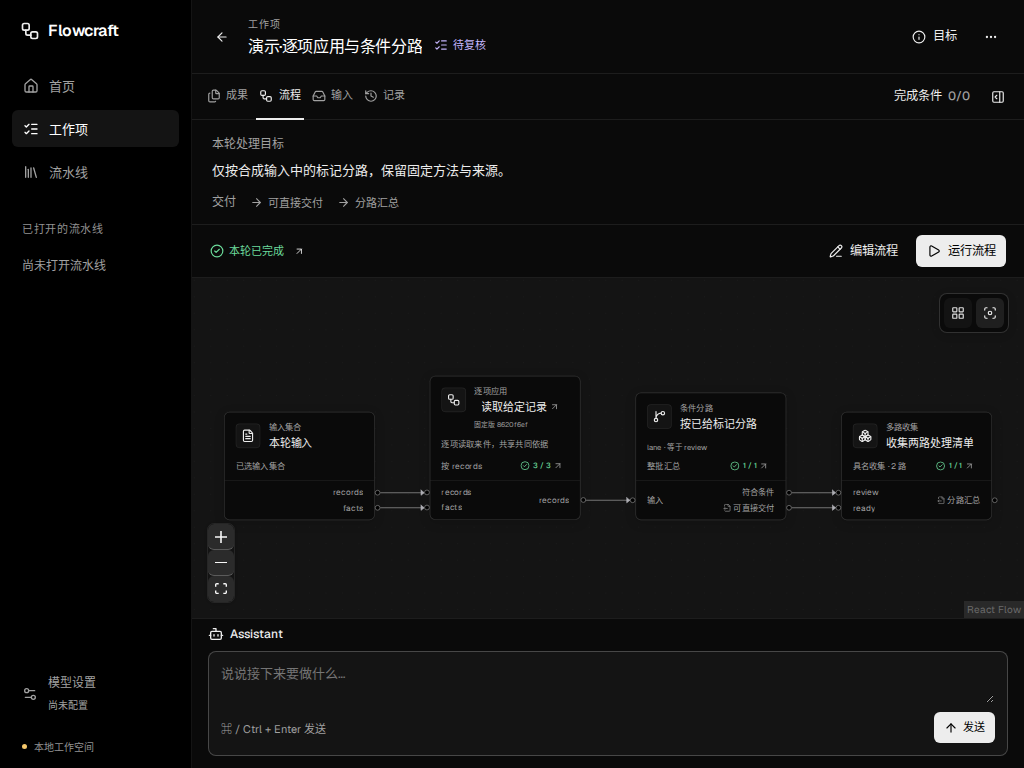 Flowcraft
首页
工作项
流水线
已打开的流水线
尚未打开流水线
模型设置
尚未配置
本地工作空间
工作项
演示·逐项应用与条件分路
待复核
目标
成果
流程
输入
记录
完成条件 0/0
本轮处理目标
仅按合成输入中的标记分路，保留固定方法与来源。
交付 → 可直接交付 → 分路汇总
本轮已完成
编辑流程
运行流程
输入集合
本轮输入
已选输入集合
records
facts
逐项应用
读取给定记录
固定版 8620f6ef
逐项读取来件，共享共同依据
按 records
3 / 3
records
facts
records
条件分路
按已给标记分路
lane · 等于 review
整批汇总
1 / 1
输入
符合条件
可直接交付
多路收集
收集两路处理清单
具名收集 · 2 路
1 / 1
review
ready
分路汇总
React Flow
Assistant
说说接下来要做什么…
⌘ / Ctrl + Enter 发送
发送